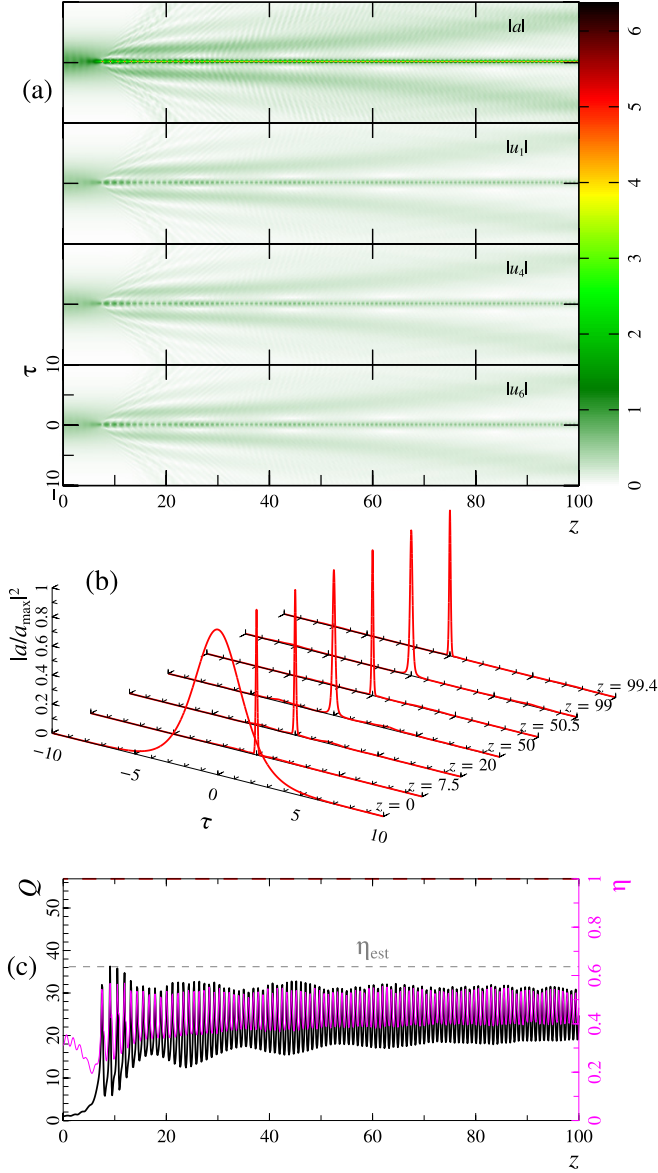 |a|
(a)
|u₁|
|u₄|
|u₆|
τ
10
0
−10
0 20 40 60 80 100
z
0 1 2 3 4 5 6
(b)
|a/a_max|²
1
0.8
0.6
0.4
0.2
0
−10 −5 0 5 10
τ
z = 99.4
z = 99
z = 50.5
z = 50
z = 20
z = 7.5
z = 0
Q
η
(c)
50
40
30
20
10
0
η_est
1
0.8
0.6
0.4
0.2
0
0 20 40 60 80 100
z